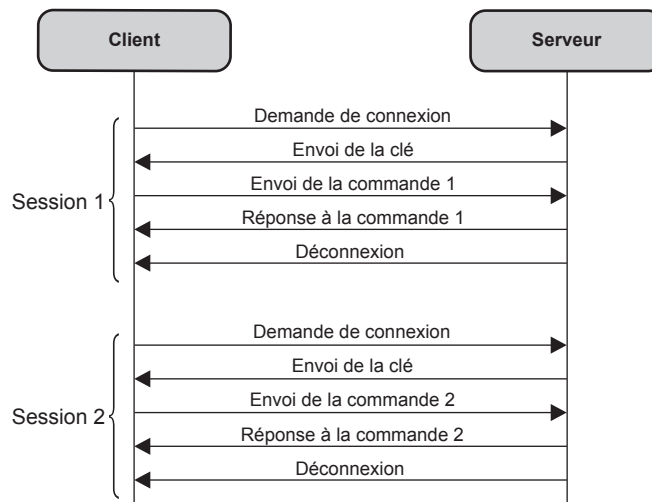 Client
Serveur
Demande de connexion
Envoi de la clé
Session 1
Envoi de la commande 1
Réponse à la commande 1
Déconnexion
Demande de connexion
Envoi de la clé
Session 2
Envoi de la commande 2
Réponse à la commande 2
Déconnexion